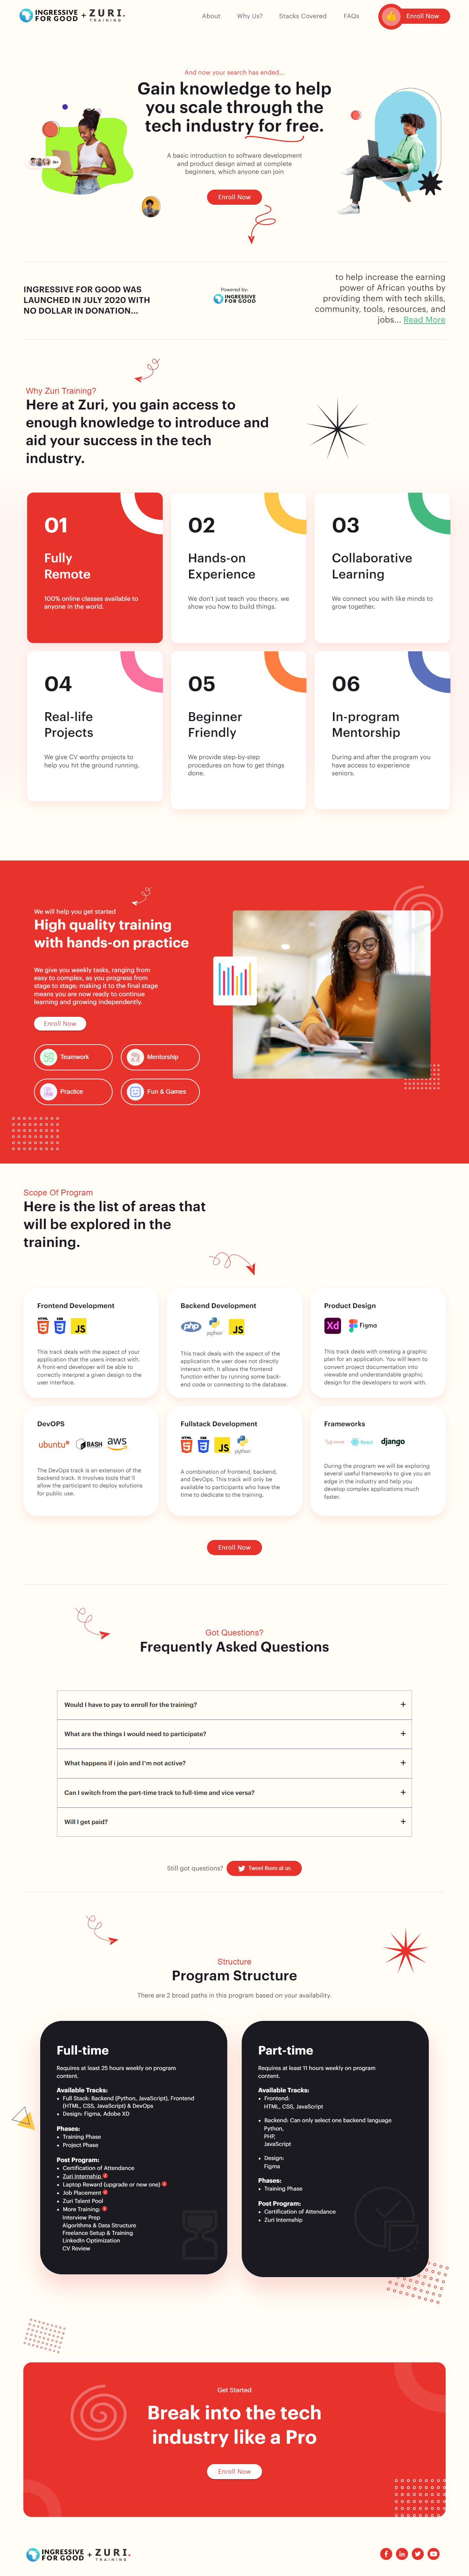 INGRESSIVE FOR GOOD + ZURI. TRAINING
About Why Us? Stacks Covered FAQs Enroll Now
And now your search has ended...
Gain knowledge to help
you scale through the
tech industry for free.
A basic introduction to software development
and product design aimed at complete
beginners, which anyone can join
Enroll Now
INGRESSIVE FOR GOOD WAS
LAUNCHED IN JULY 2020 WITH
NO DOLLAR IN DONATION...
Powered by:
INGRESSIVE
FOR GOOD
to help increase the earning
power of African youths by
providing them with tech skills,
community, tools, resources, and
jobs... Read More
Why Zuri Training?
Here at Zuri, you gain access to
enough knowledge to introduce and
aid your success in the tech
industry.
01
Fully
Remote
100% online classes available to
anyone in the world.
02
Hands-on
Experience
We don't just teach you theory, we
show you how to build things.
03
Collaborative
Learning
We connect you with like minds to
grow together.
04
Real-life
Projects
We give CV worthy projects to
help you hit the ground running.
05
Beginner
Friendly
We provide step-by-step
procedures on how to get things
done.
06
In-program
Mentorship
During and after the program you
have access to experience
seniors.
We will help you get started
High quality training
with hands-on practice
We give you weekly tasks, ranging from
easy to complex, as you progress from
stage to stage; making it to the final stage
means you are now ready to continue
learning and growing independently.
Enroll Now
Teamwork
Mentorship
Practice
Fun & Games
Scope Of Program
Here is the list of areas that
will be explored in the
training.
Frontend Development
HTML CSS JS
This track deals with the aspect of your
application that the users interact with.
A front end developer will be able to
correctly interpret a given design to the
user interface.
Backend Development
php python JS
This track deals with the aspect of the
application the user does not directly
interact with. It allows the frontend
function either by running some back-
end code or connecting to the database.
Product Design
Xd Figma
This track deals with creating a graphic
plan for an application. You will learn to
convert project documentation into
viewable and understandable graphic
design for the developers to work with.
DevOPS
ubuntu BASH aws
The DevOps track is an extension of the
backend track. It involves tools that'll
allow the participant to deploy solutions
for public use.
Fullstack Development
HTML CSS JS python
A combination of frontend, backend,
and DevOps. This track will only be
available to participants who have the
time to dedicate to the training.
Frameworks
React django
During the program we will be exploring
several useful frameworks to give you an
edge in the industry and help you
develop complex applications much
faster.
Enroll Now
Got Questions?
Frequently Asked Questions
Would I have to pay to enroll for the training? +
What are the things I would need to participate? +
What happens if i join and I'm not active? +
Can I switch from the part-time track to full-time and vice versa? +
Will I get paid? +
Still got questions? Tweet them at us
Structure
Program Structure
There are 2 broad paths in this program based on your availability.
Full-time
Requires at least 25 hours weekly on program
content.
Available Tracks:
• Full Stack: Backend (Python, JavaScript), Frontend
(HTML, CSS, JavaScript) & DevOps
• Design: Figma, Adobe XD
Phases:
• Training Phase
• Project Phase
Post Program:
• Certification of Attendance
• Zuri Internship
• Laptop Reward (upgrade or new one)
• Job Placement
• Zuri Talent Pool
• More Training:
Interview Prep
Algorithms & Data Structure
Freelance Setup & Training
LinkedIn Optimization
CV Review
Part-time
Requires at least 11 hours weekly on program
content.
Available Tracks:
• Frontend:
HTML, CSS, JavaScript
• Backend: Can only select one backend language
Python,
PHP,
JavaScript
• Design:
Figma
Phases:
• Training Phase
Post Program:
• Certification of Attendance
• Zuri Internship
Get Started
Break into the tech
industry like a Pro
Enroll Now
INGRESSIVE FOR GOOD + ZURI. TRAINING